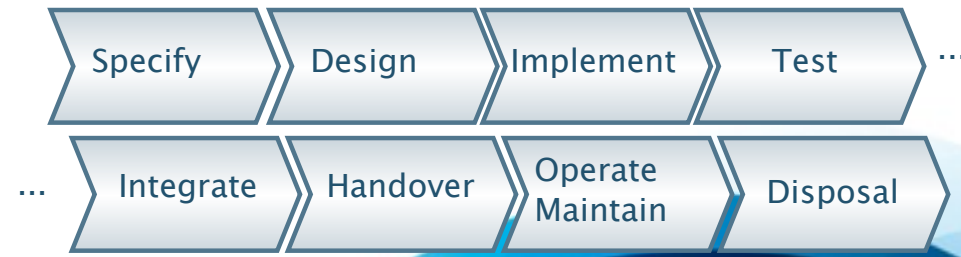 Specify Design Implement Test ...
... Integrate Handover Operate Maintain Disposal